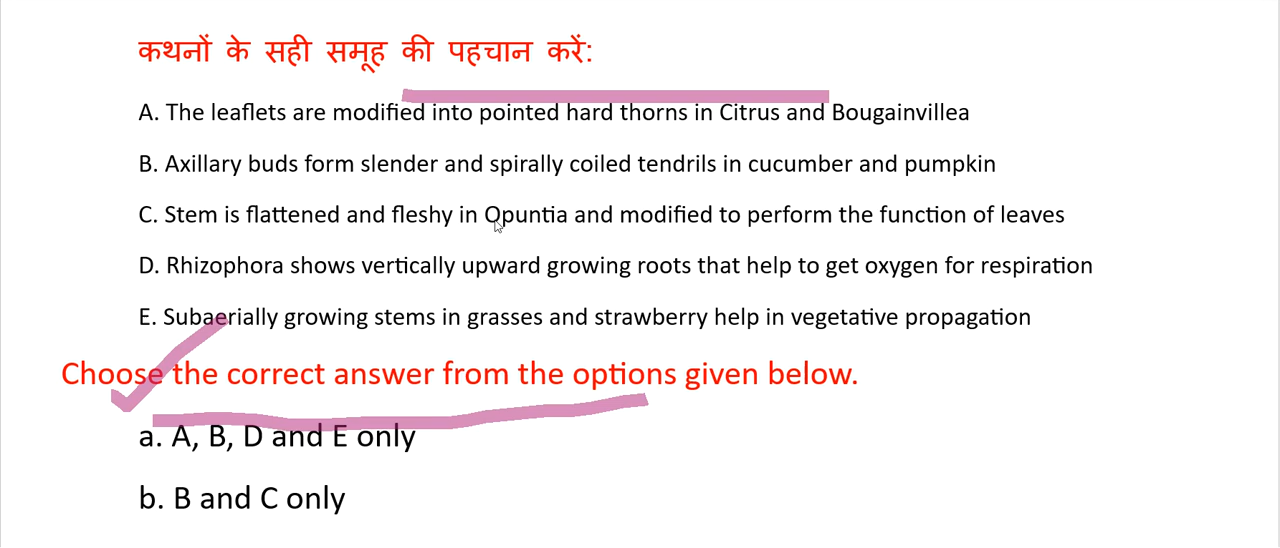 कथनों के सही समूह की पहचान करें:
A. The leaflets are modified into pointed hard thorns in Citrus and Bougainvillea
B. Axillary buds form slender and spirally coiled tendrils in cucumber and pumpkin
C. Stem is flattened and fleshy in Opuntia and modified to perform the function of leaves
D. Rhizophora shows vertically upward growing roots that help to get oxygen for respiration
E. Subaerially growing stems in grasses and strawberry help in vegetative propagation
Choose the correct answer from the options given below.
a. A, B, D and E only
b. B and C only